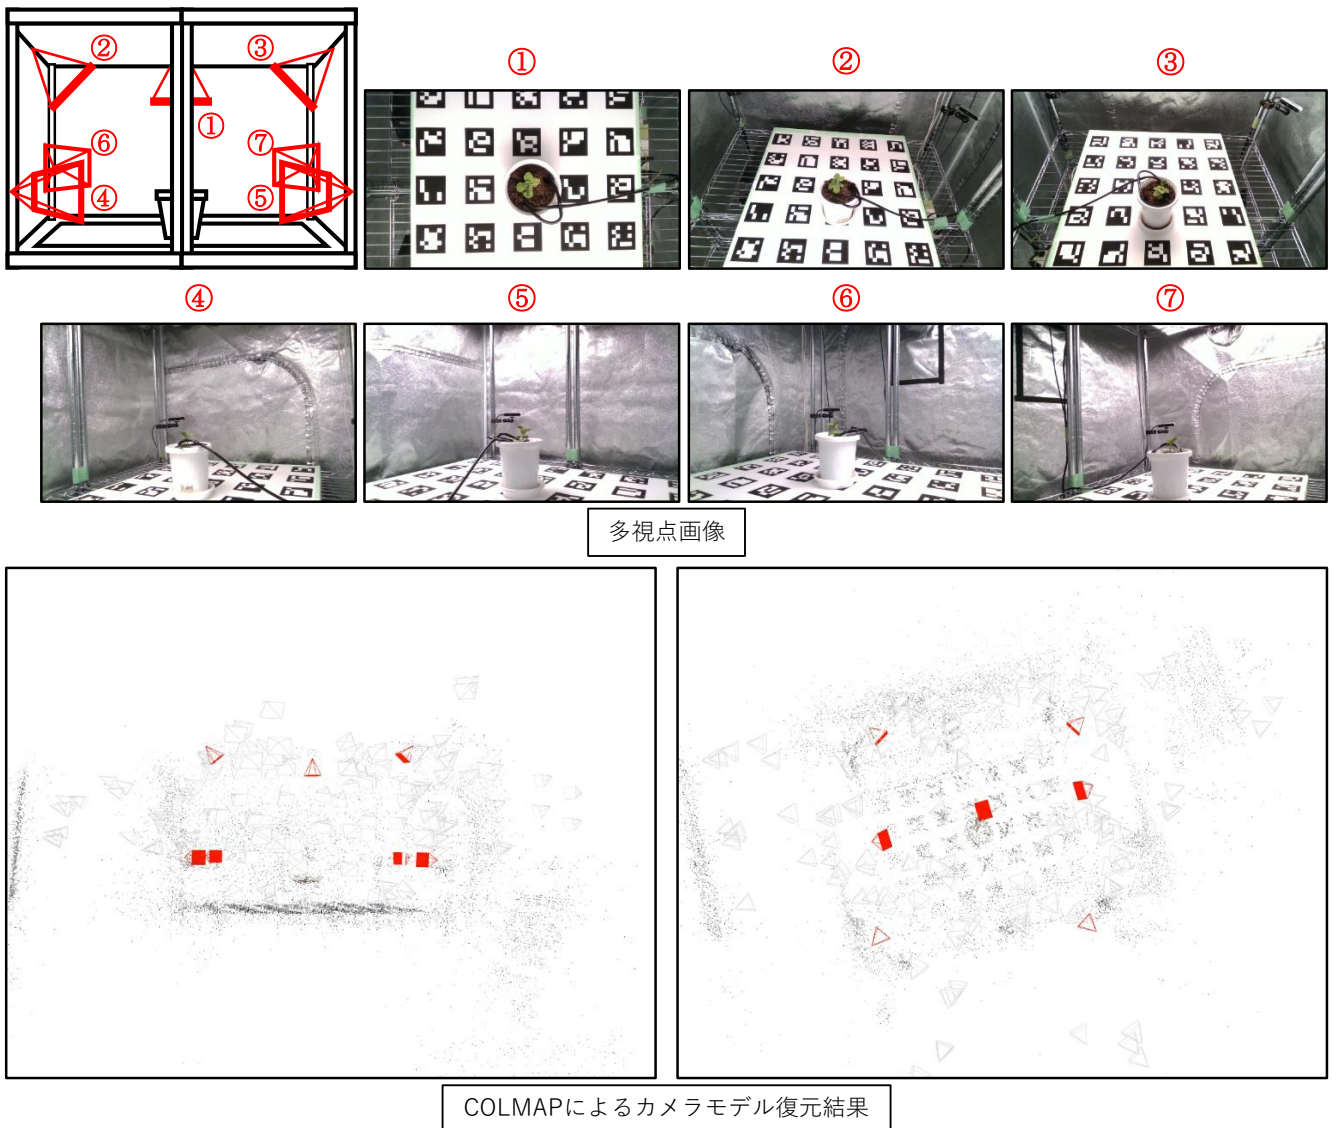 ② ③
①
⑥ ⑦
④ ⑤
① ② ③
④ ⑤ ⑥ ⑦
多視点画像
COLMAPによるカメラモデル復元結果